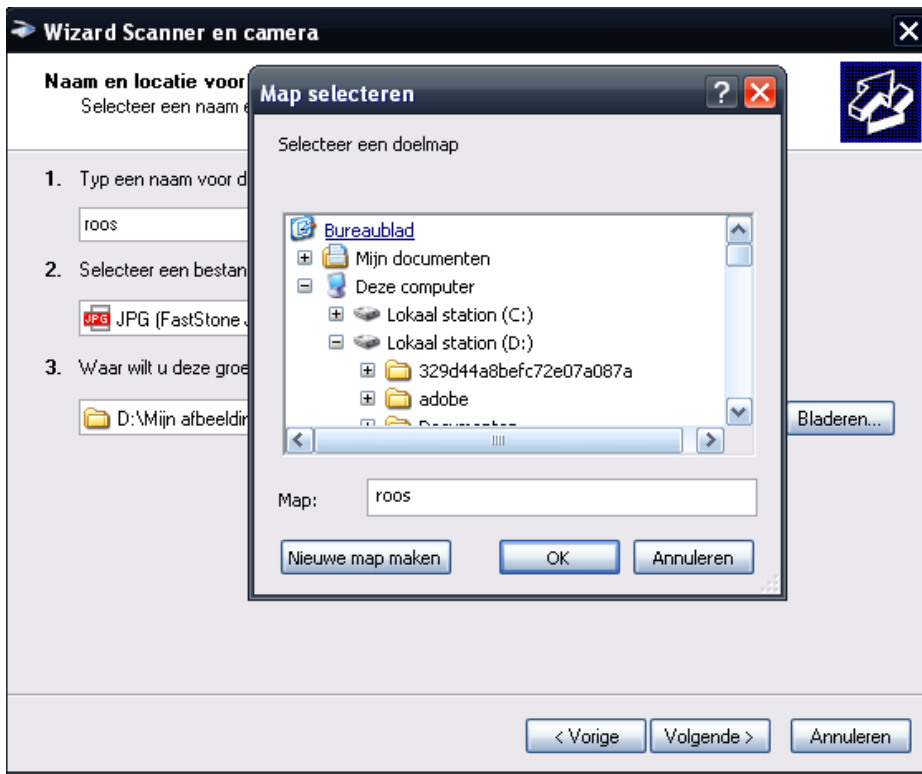 Wizard Scanner en camera
Naam en locatie voor
Selecteer een naam e
Map selecteren
Selecteer een doelmap
1. Typ een naam voor d
roos
2. Selecteer een bestan
JPG JPG (FastStone J
3. Waar wilt u deze groe
D:\Mijn afbeeldin
Bladeren...
Bureaublad
Mijn documenten
Deze computer
Lokaal station (C:)
Lokaal station (D:)
329d44a8befc72e07a087a
adobe
Documenten
Map: roos
Nieuwe map maken OK Annuleren
< Vorige Volgende > Annuleren